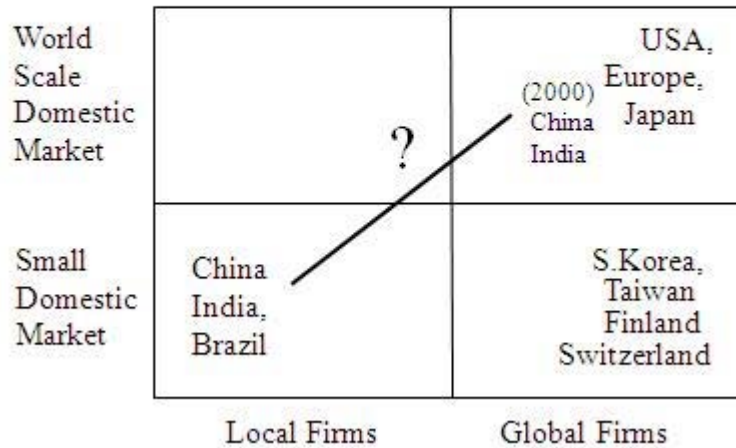 World
Scale
Domestic
Market
USA,
Europe,
Japan
(2000)
China
India
?
Small
Domestic
Market
China
India,
Brazil
S.Korea,
Taiwan
Finland
Switzerland
Local Firms
Global Firms